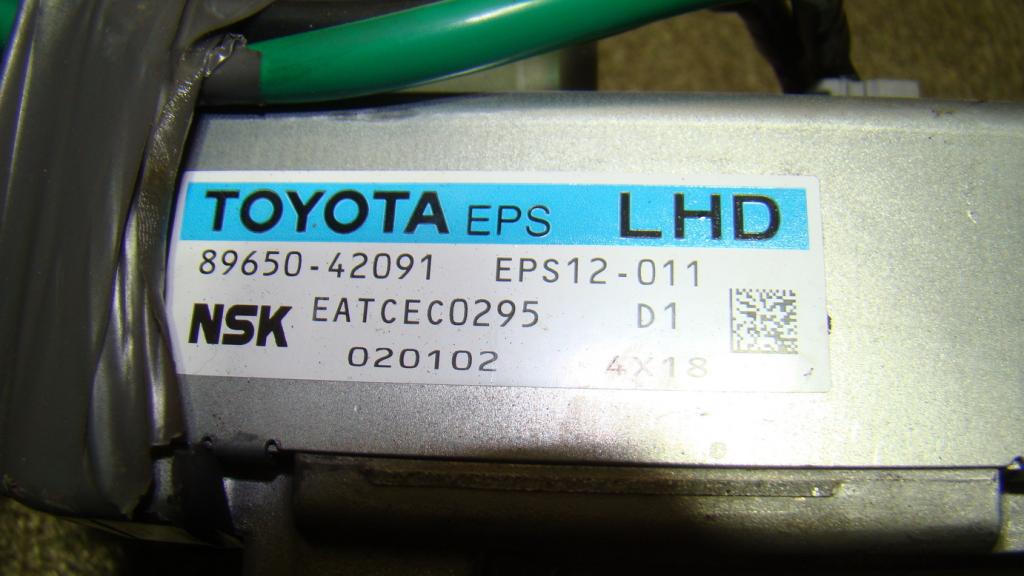 TOYOTA EPS LHD
89650-42091 EPS12-011
NSK EATCEC0295 D1
020102 4X18